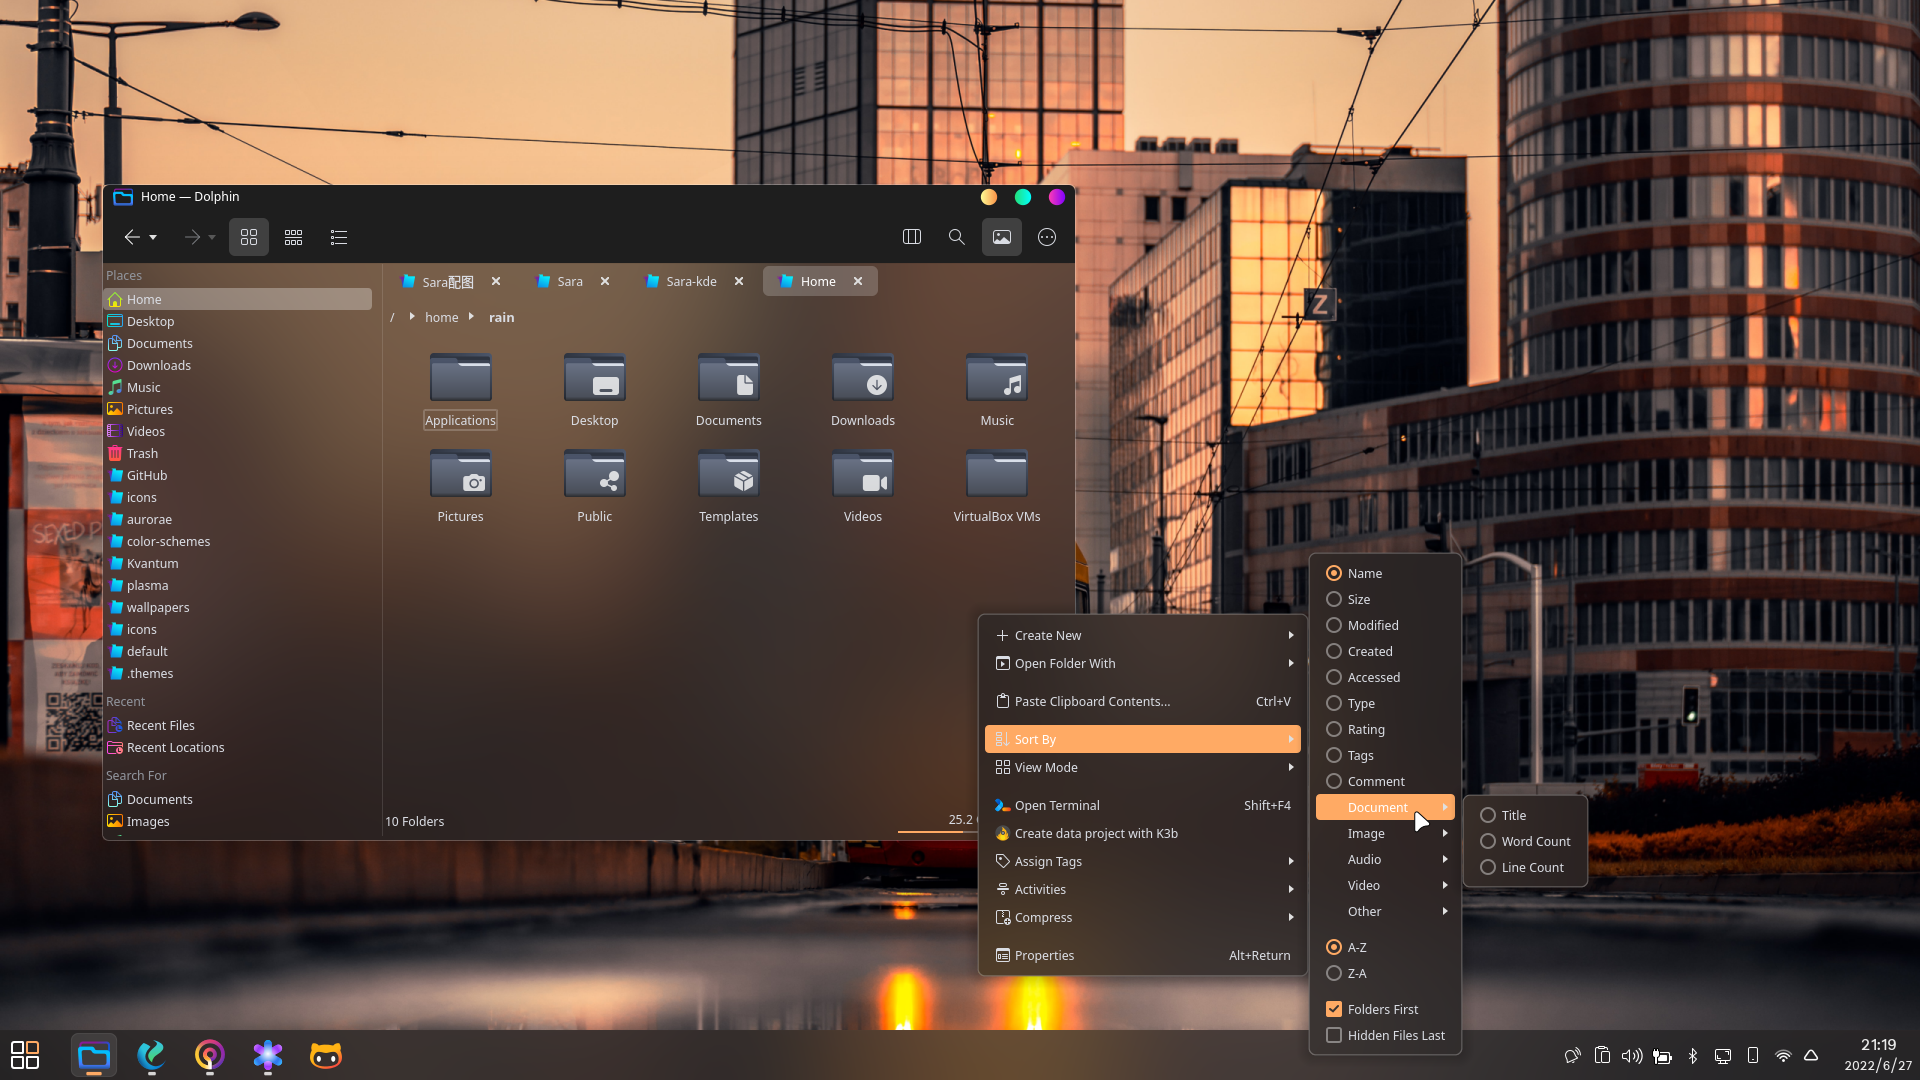 Home — Dolphin
Places
Home
Desktop
Documents
Downloads
Music
Pictures
Videos
Trash
GitHub
icons
aurorae
color-schemes
Kvantum
plasma
wallpapers
icons
default
.themes
Recent
Recent Files
Recent Locations
Search For
Documents
Images
Sara配图 Sara Sara-kde Home
/ home rain
Applications Desktop Documents Downloads Music
Pictures Public Templates Videos VirtualBox VMs
10 Folders 25.2
Create New
Open Folder With
Paste Clipboard Contents... Ctrl+V
Sort By
View Mode
Open Terminal Shift+F4
Create data project with K3b
Assign Tags
Activities
Compress
Properties Alt+Return
Name
Size
Modified
Created
Accessed
Type
Rating
Tags
Comment
Document
Image
Audio
Video
Other
A-Z
Z-A
Folders First
Hidden Files Last
Title
Word Count
Line Count
Z
21:19
2022/6/27